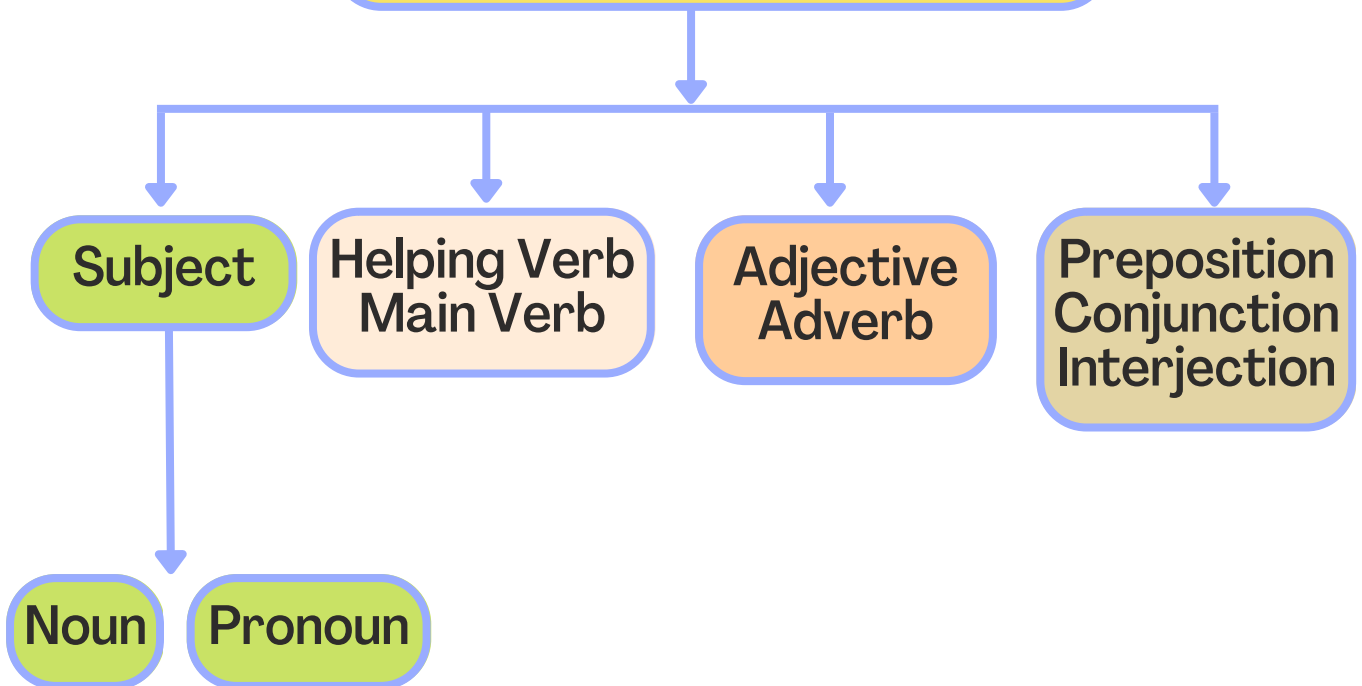 Subject
Helping Verb
Main Verb
Adjective
Adverb
Preposition
Conjunction
Interjection
Noun
Pronoun